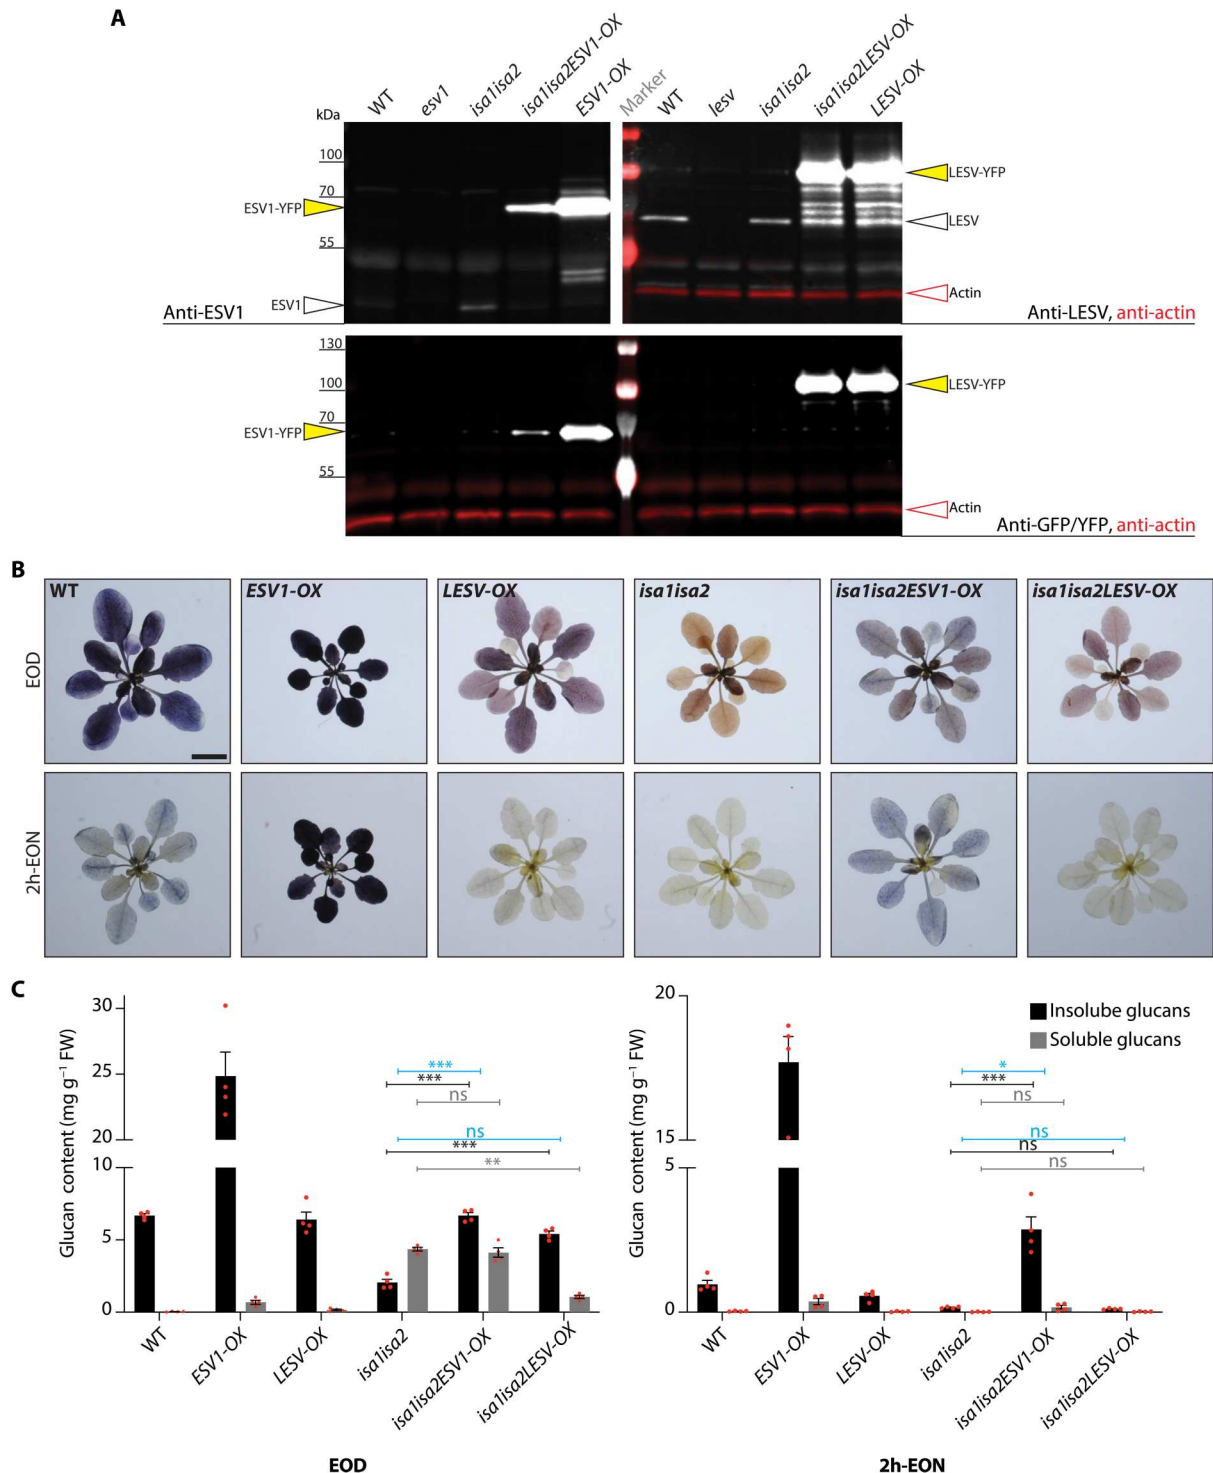 A
WT
esv1
isa1isa2
isa1isa2ESV1-OX
ESV1-OX
Marker
WT
lesv
isa1isa2
isa1isa2LESV-OX
LESV-OX
kDa
100
70
55
ESV1-YFP
ESV1
Anti-ESV1
LESV-YFP
LESV
Actin
Anti-LESV, anti-actin
130
100
70
55
ESV1-YFP
LESV-YFP
Actin
Anti-GFP/YFP, anti-actin
B
WT
ESV1-OX
LESV-OX
isa1isa2
isa1isa2ESV1-OX
isa1isa2LESV-OX
EOD
2h-EON
C
Glucan content (mg g⁻¹ FW)
30
25
20
10
5
0
***
***
ns
ns
***
**
WT
ESV1-OX
LESV-OX
isa1isa2
isa1isa2ESV1-OX
isa1isa2LESV-OX
EOD
Glucan content (mg g⁻¹ FW)
20
15
5
0
Insolube glucans
Soluble glucans
*
***
ns
ns
ns
ns
WT
ESV1-OX
LESV-OX
isa1isa2
isa1isa2ESV1-OX
isa1isa2LESV-OX
2h-EON